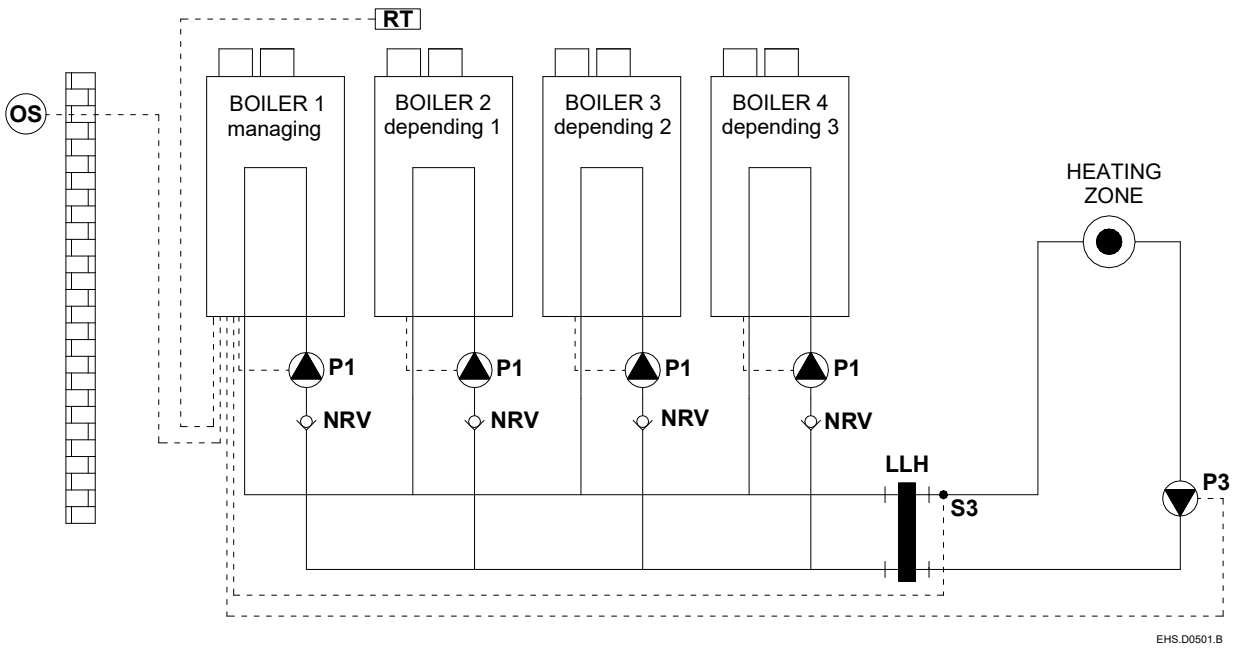 RT
OS
BOILER 1
managing
BOILER 2
depending 1
BOILER 3
depending 2
BOILER 4
depending 3
HEATING
ZONE
P1
P1
P1
P1
NRV
NRV
NRV
NRV
LLH
S3
P3
EHS.D0501.B